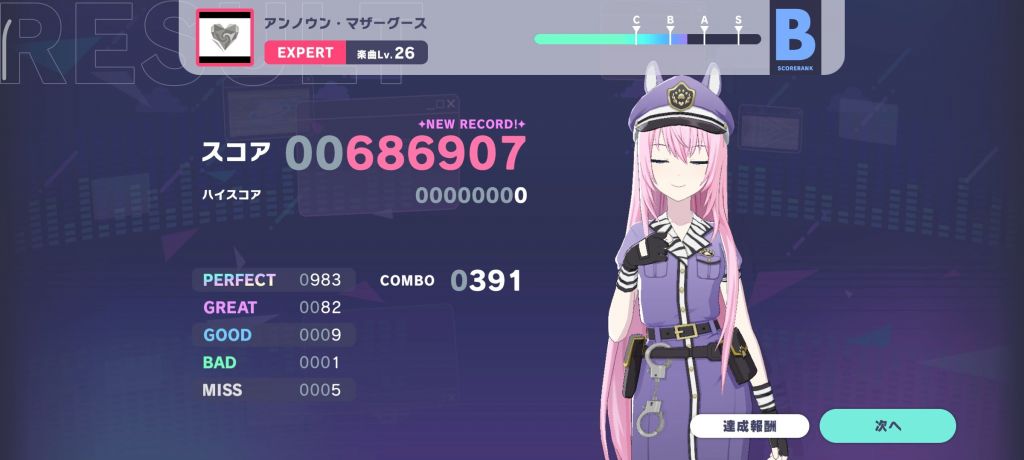 RESULT
アンノウン・マザーグース
EXPERT 楽曲Lv.26
C B A S
B
SCORERANK
✦NEW RECORD!✦
スコア 00686907
ハイスコア 00000000
PERFECT 0983 COMBO 0391
GREAT 0082
GOOD 0009
BAD 0001
MISS 0005
達成報酬 次へ